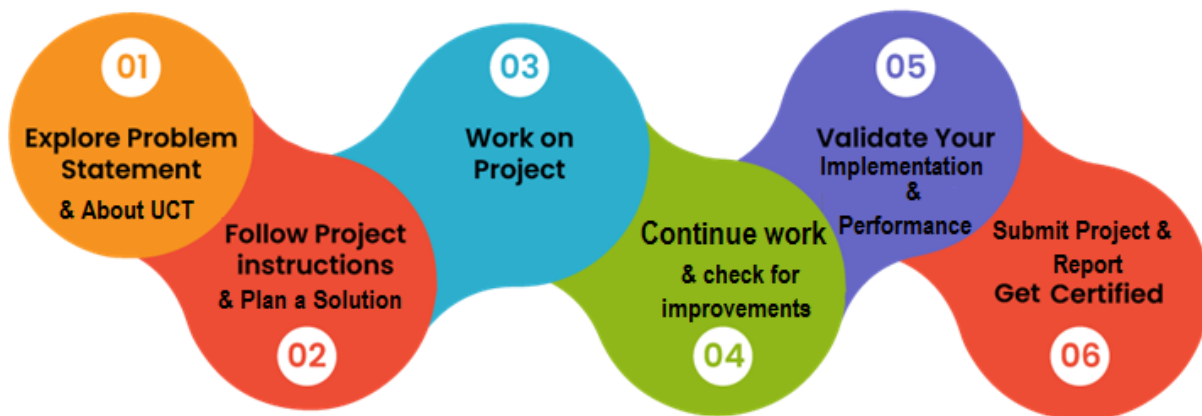 01
Explore Problem
Statement
& About UCT
Follow Project
instructions
& Plan a Solution
02
03
Work on
Project
Continue work
& check for
improvements
04
05
Validate Your
Implementation
&
Performance
Submit Project &
Report
Get Certified
06